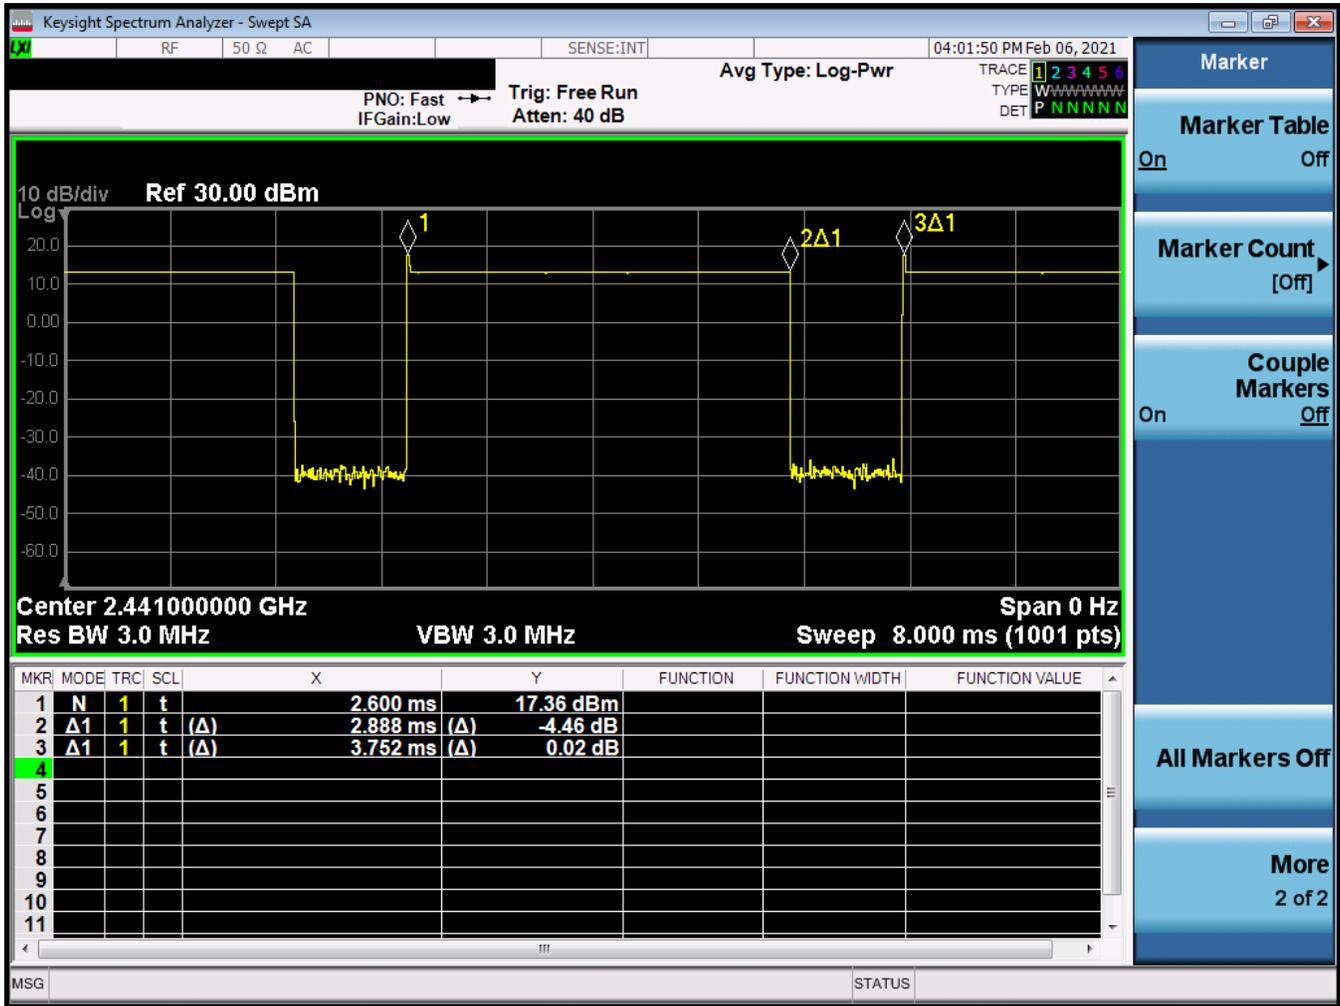 Keysight Spectrum Analyzer - Swept SA
LXI RF 50 Ω AC SENSE:INT 04:01:50 PM Feb 06, 2021
Avg Type: Log-Pwr
TRACE 1 2 3 4 5 6
TYPE WWWWWWW
DET P N N N N N
PNO: Fast
IFGain:Low
Trig: Free Run
Atten: 40 dB
10 dB/div
Log
Ref 30.00 dBm
1
2Δ1
3Δ1
20.0
10.0
0.00
-10.0
-20.0
-30.0
-40.0
-50.0
-60.0
Center 2.441000000 GHz Span 0 Hz
Res BW 3.0 MHz VBW 3.0 MHz Sweep 8.000 ms (1001 pts)
MKR MODE TRC SCL X Y FUNCTION FUNCTION WIDTH FUNCTION VALUE
1 N 1 t 2.600 ms 17.36 dBm
2 Δ1 1 t (Δ) 2.888 ms (Δ) -4.46 dB
3 Δ1 1 t (Δ) 3.752 ms (Δ) 0.02 dB
4
5
6
7
8
9
10
11
MSG STATUS
Marker
Marker Table
On Off
Marker Count
[Off]
Couple
Markers
On Off
All Markers Off
More
2 of 2